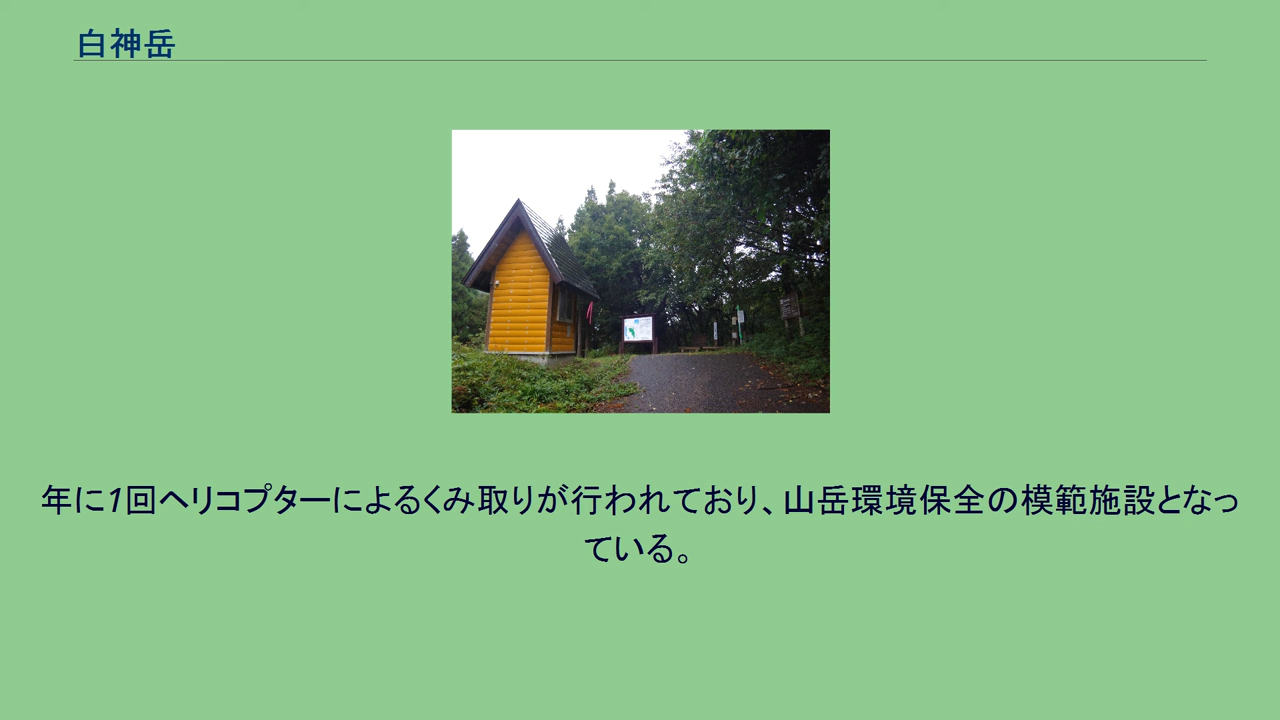 白神岳
年に1回ヘリコプターによるくみ取りが行われており、山岳環境保全の模範施設となっ
ている。